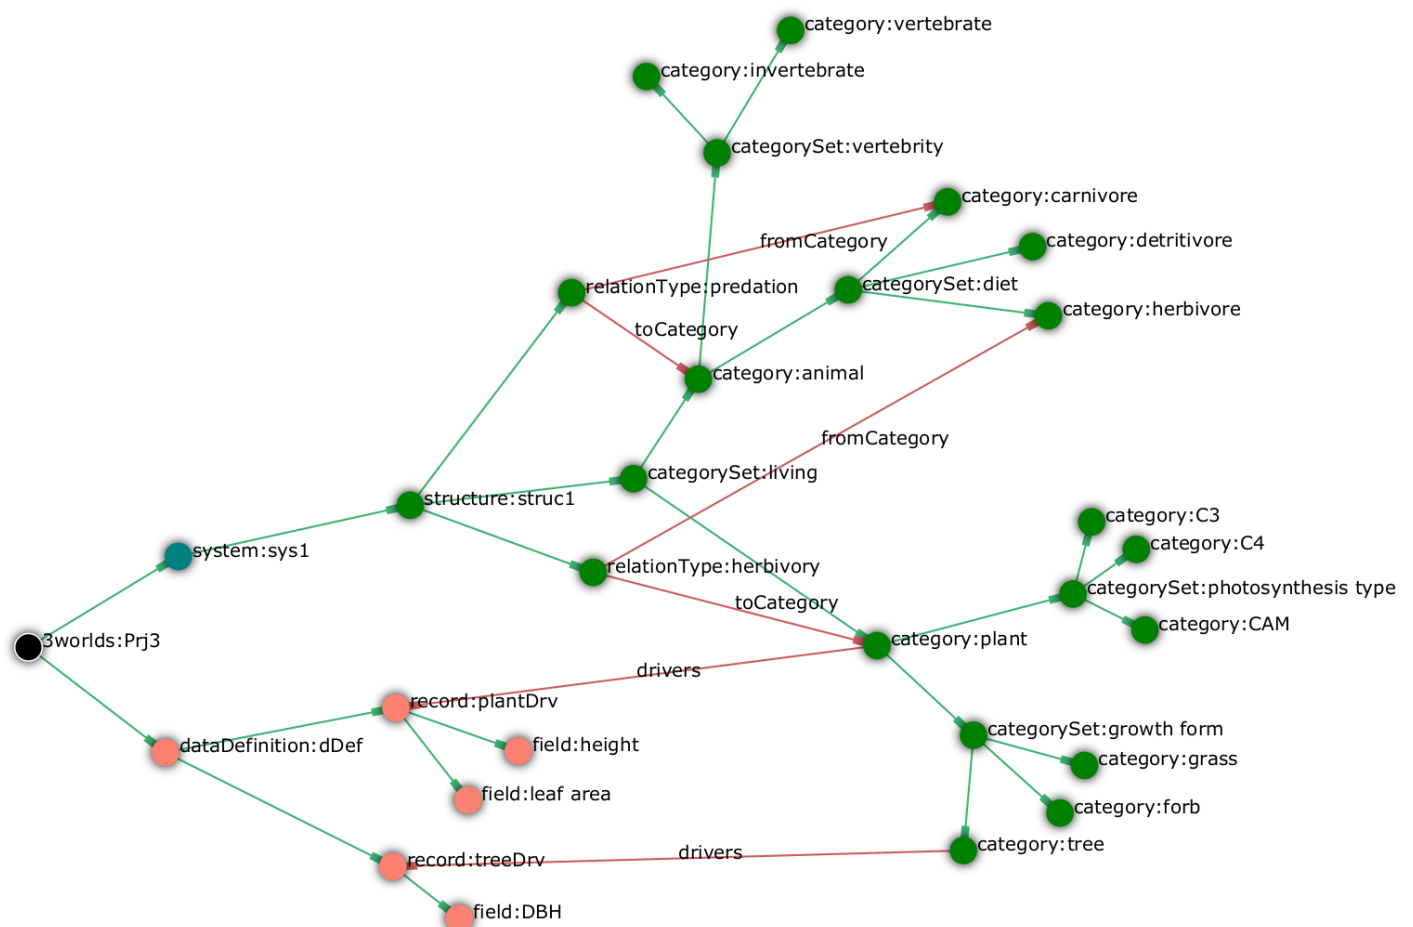 category:vertebrate
category:invertebrate
categorySet:vertebrity
category:carnivore
fromCategory
category:detritivore
relationType:predation
categorySet:diet
category:herbivore
toCategory
category:animal
fromCategory
categorySet:living
structure:struc1
category:C3
category:C4
system:sys1
relationType:herbivory
categorySet:photosynthesis type
toCategory
category:CAM
3worlds:Prj3
category:plant
drivers
record:plantDrv
categorySet:growth form
dataDefinition:dDef
field:height
category:grass
field:leaf area
category:forb
category:tree
drivers
record:treeDrv
field:DBH